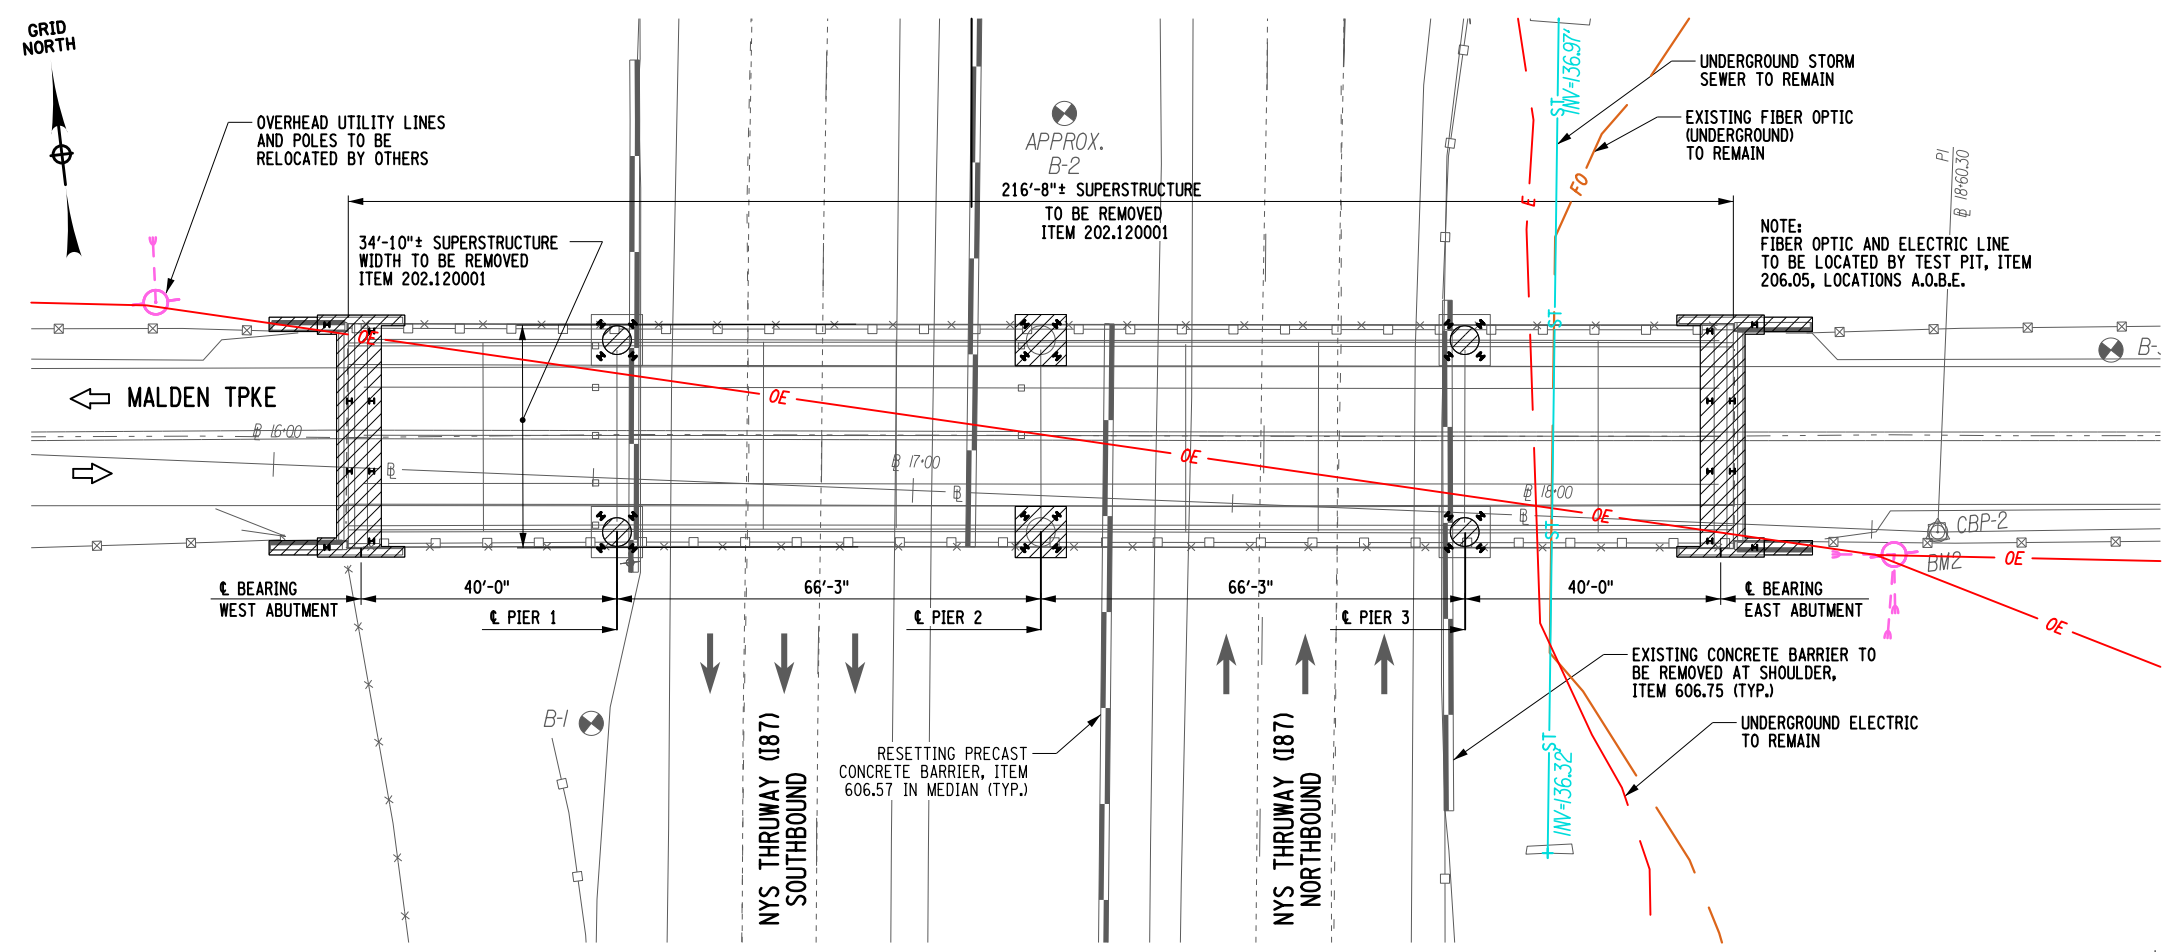 GRID
NORTH
OVERHEAD UTILITY LINES
AND POLES TO BE
RELOCATED BY OTHERS
34'-10"± SUPERSTRUCTURE
WIDTH TO BE REMOVED
ITEM 202.120001
APPROX.
B-2
216'-8"± SUPERSTRUCTURE
TO BE REMOVED
ITEM 202.120001
INV=136.97'
ST
E
FO
UNDERGROUND STORM
SEWER TO REMAIN
EXISTING FIBER OPTIC
(UNDERGROUND)
TO REMAIN
PI
℄ 18+60.30
NOTE:
FIBER OPTIC AND ELECTRIC LINE
TO BE LOCATED BY TEST PIT, ITEM
206.05, LOCATIONS A.O.B.E.
OE
ST
MALDEN TPKE
OE
B-3
℄ 16+00
℄
℄ 17+00
℄
OE
℄ 18+00
℄
OE
ST
CBP-2
BM2
OE
OE
℄ BEARING
WEST ABUTMENT
40'-0"
66'-3"
66'-3"
40'-0"
℄ BEARING
EAST ABUTMENT
℄ PIER 1
℄ PIER 2
℄ PIER 3
B-1
NYS THRUWAY (I87)
SOUTHBOUND
RESETTING PRECAST
CONCRETE BARRIER, ITEM
606.57 IN MEDIAN (TYP.)
NYS THRUWAY (I87)
NORTHBOUND
ST
INV=136.32'
EXISTING CONCRETE BARRIER TO
BE REMOVED AT SHOULDER,
ITEM 606.75 (TYP.)
UNDERGROUND ELECTRIC
TO REMAIN